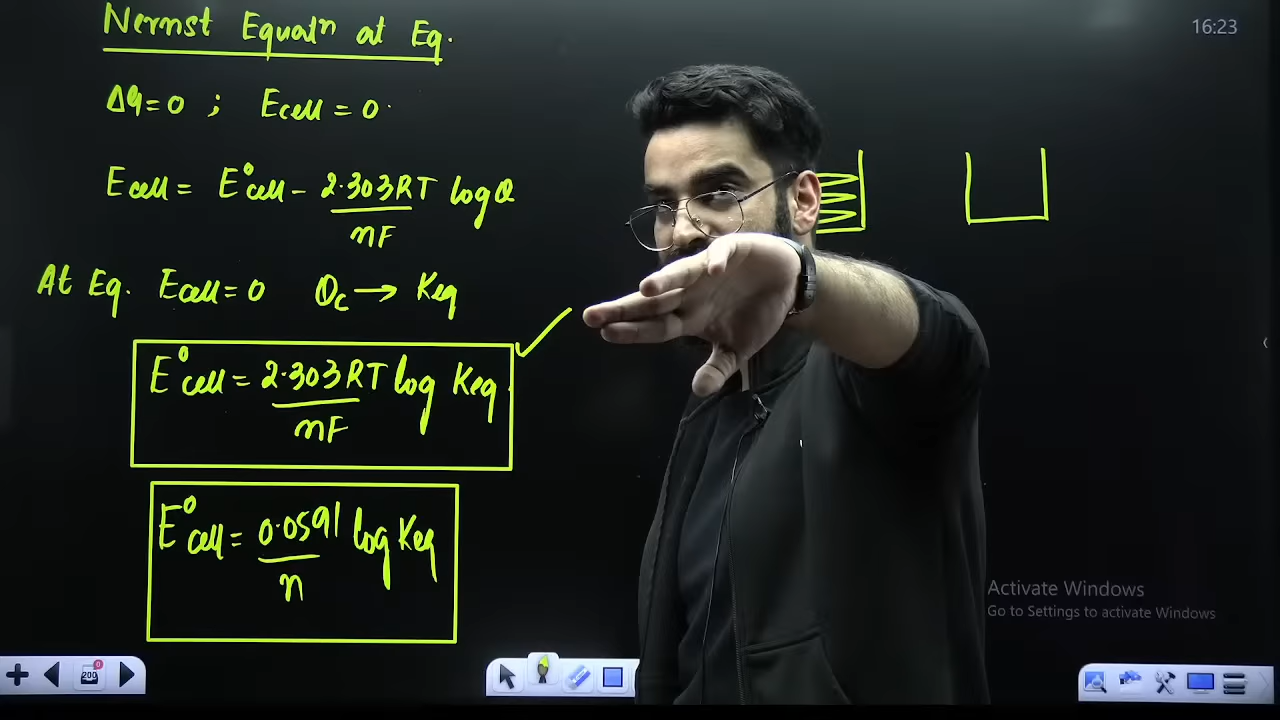 Nernst Equatⁿ at Eq.
16:23
ΔG=0 ; Ecell = 0.
Ecell = E°cell - 2.303RT/nF log Q
At Eq. Ecell = 0 Qc → Keq
E°cell = 2.303RT/nF log Keq.
E°cell = 0.0591/n log Keq
Activate Windows
Go to Settings to activate Windows
200